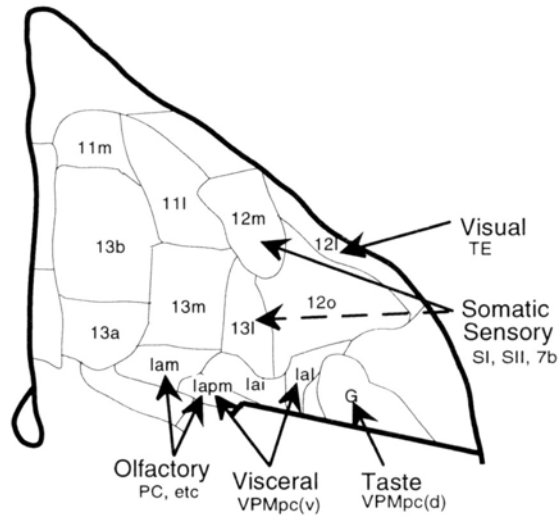 11m
11l
12m
12l
Visual
TE
13b
12o
13m
13l
Somatic
Sensory
SI, SII, 7b
13a
Iam
Iapm
Iai
Ial
G
Olfactory
PC, etc
Visceral
VPMpc(v)
Taste
VPMpc(d)